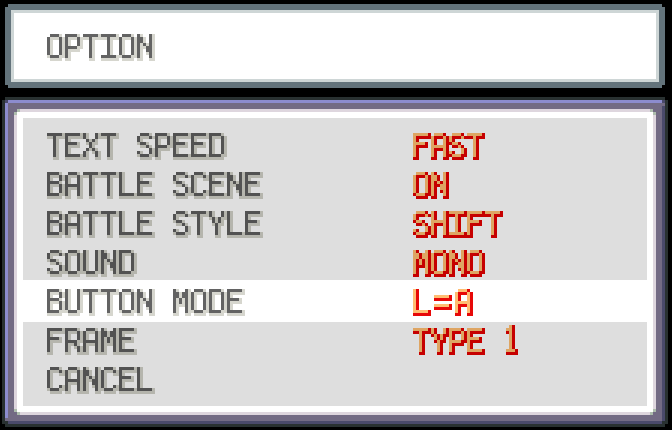 OPTION
TEXT SPEED FAST
BATTLE SCENE ON
BATTLE STYLE SHIFT
SOUND MONO
BUTTON MODE L=A
FRAME TYPE 1
CANCEL